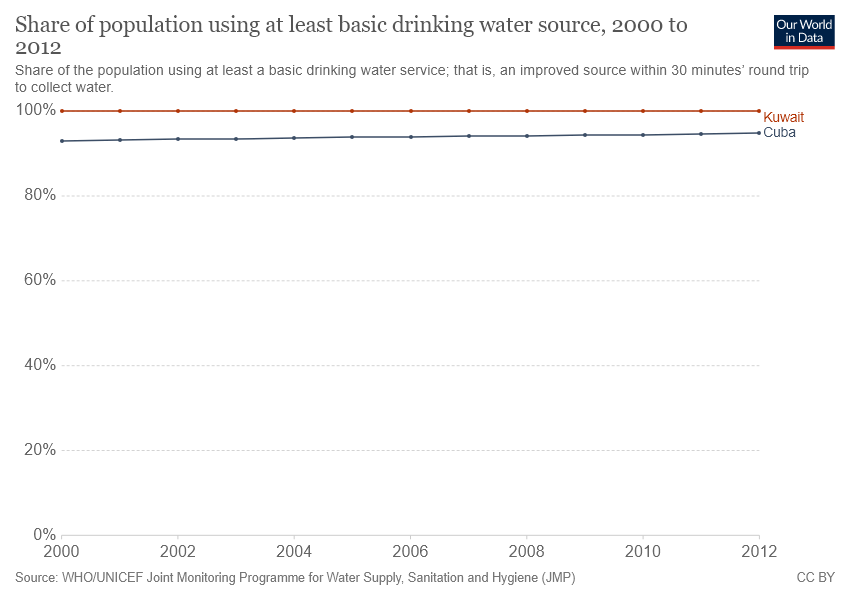 Share of population using at least basic drinking water source, 2000 to
2012
Our World
in Data
Share of the population using at least a basic drinking water service; that is, an improved source within 30 minutes’ round trip
to collect water.
100%
Kuwait
Cuba
80%
60%
40%
20%
0%
2000 2002 2004 2006 2008 2010 2012
Source: WHO/UNICEF Joint Monitoring Programme for Water Supply, Sanitation and Hygiene (JMP) CC BY